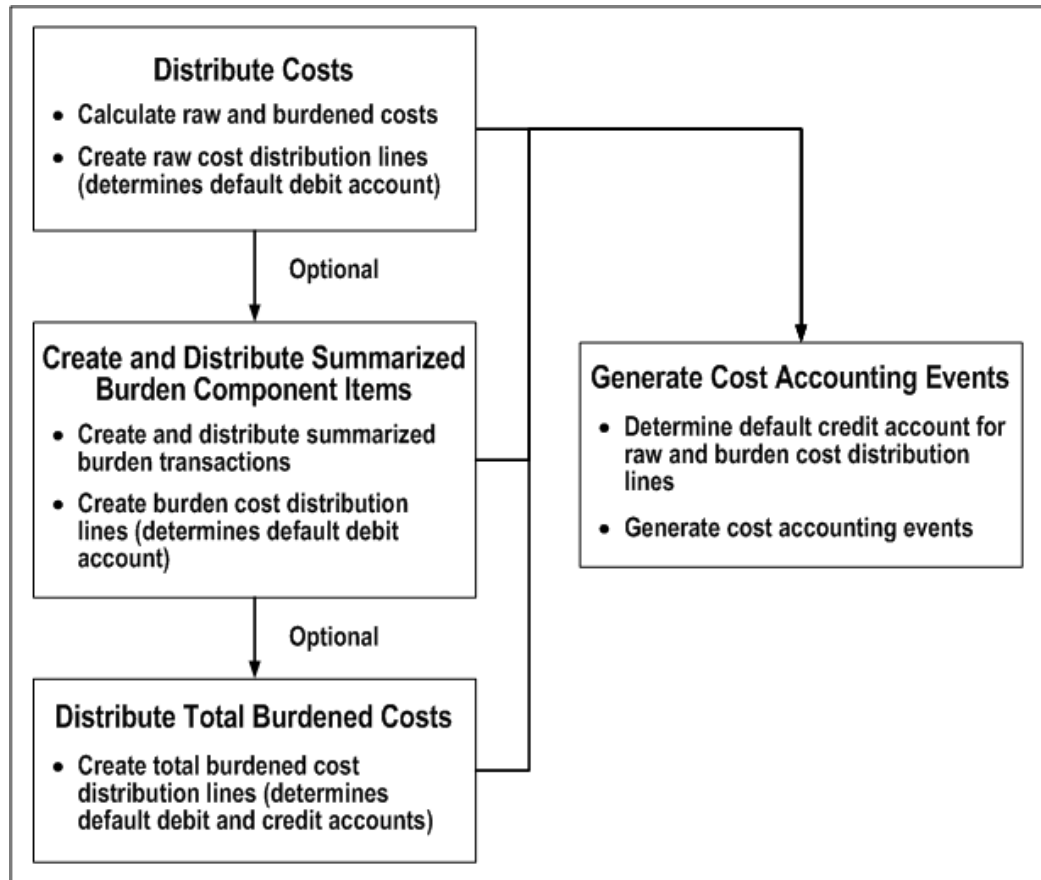 Distribute Costs
• Calculate raw and burdened costs
• Create raw cost distribution lines
(determines default debit account)
Optional
Create and Distribute Summarized
Burden Component Items
• Create and distribute summarized
burden transactions
• Create burden cost distribution
lines (determines default debit
account)
Optional
Distribute Total Burdened Costs
• Create total burdened cost
distribution lines (determines
default debit and credit accounts)
Generate Cost Accounting Events
• Determine default credit account for
raw and burden cost distribution
lines
• Generate cost accounting events